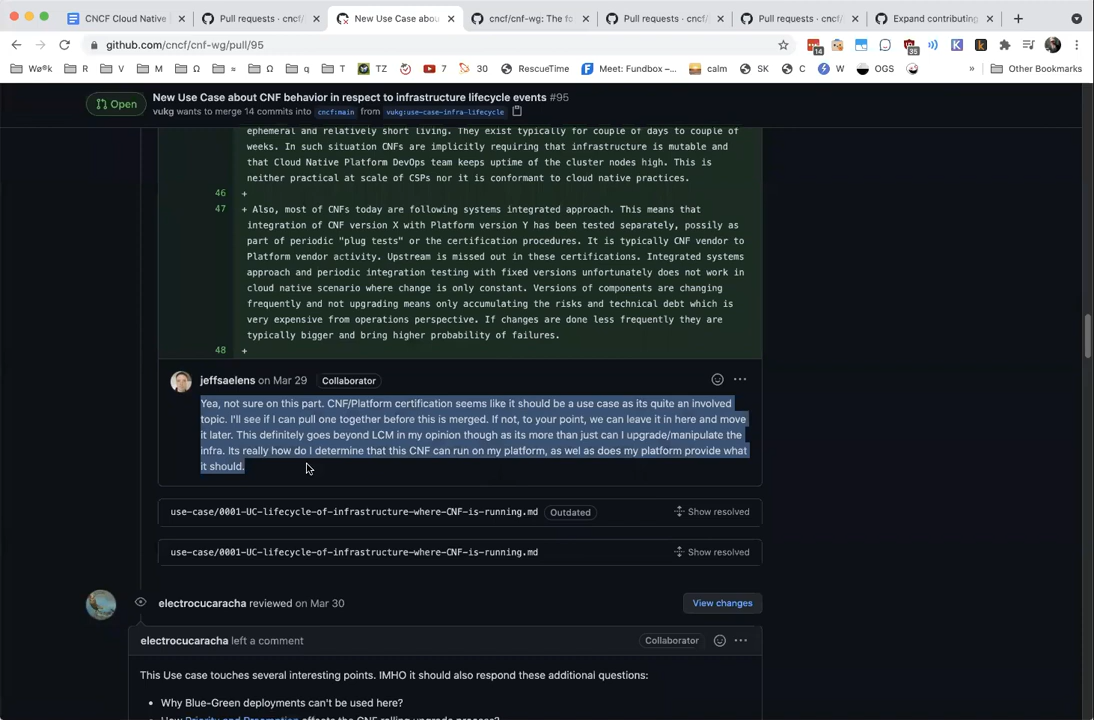 CNCF Cloud Native
Pull requests · cncf/
New Use Case abou
cncf/cnf-wg: The fo
Pull requests · cncf/
Pull requests · cncf/
Expand contributing
github.com/cncf/cnf-wg/pull/95
14
35
Wø®k
R
V
M
Ω
≈
Ω
q
T
TZ
7
30
RescueTime
Meet: Fundbox –...
calm
SK
C
W
OGS
»
Other Bookmarks
Open
New Use Case about CNF behavior in respect to infrastructure lifecycle events #95
vukg wants to merge 14 commits into cncf:main from vukg:use-case-infra-lifecycle
ephemeral and relatively short living. They exist typically for couple of days to couple of
weeks. In such situation CNFs are implicitly requiring that infrastructure is mutable and
that Cloud Native Platform DevOps team keeps uptime of the cluster nodes high. This is
neither practical at scale of CSPs nor it is conformant to cloud native practices.
46 +
47 + Also, most of CNFs today are following systems integrated approach. This means that
integration of CNF version X with Platform version Y has been tested separately, possily as
part of periodic "plug tests" or the certification procedures. It is typically CNF vendor to
Platform vendor activity. Upstream is missed out in these certifications. Integrated systems
approach and periodic integration testing with fixed versions unfortunately does not work in
cloud native scenario where change is only constant. Versions of components are changing
frequently and not upgrading means only accumulating the risks and technical debt which is
very expensive from operations perspective. If changes are done less frequently they are
typically bigger and bring higher probability of failures.
48 +
jeffsaelens on Mar 29 Collaborator
Yea, not sure on this part. CNF/Platform certification seems like it should be a use case as its quite an involved
topic. I'll see if I can pull one together before this is merged. If not, to your point, we can leave it in here and move
it later. This definitely goes beyond LCM in my opinion though as its more than just can I upgrade/manipulate the
infra. Its really how do I determine that this CNF can run on my platform, as wel as does my platform provide what
it should.
use-case/0001-UC-lifecycle-of-infrastructure-where-CNF-is-running.md Outdated Show resolved
use-case/0001-UC-lifecycle-of-infrastructure-where-CNF-is-running.md Show resolved
electrocucaracha reviewed on Mar 30 View changes
electrocucaracha left a comment Collaborator
This Use case touches several interesting points. IMHO it should also respond these additional questions:
• Why Blue-Green deployments can't be used here?
• How Priority and Preemption affects the CNF rolling upgrade process?